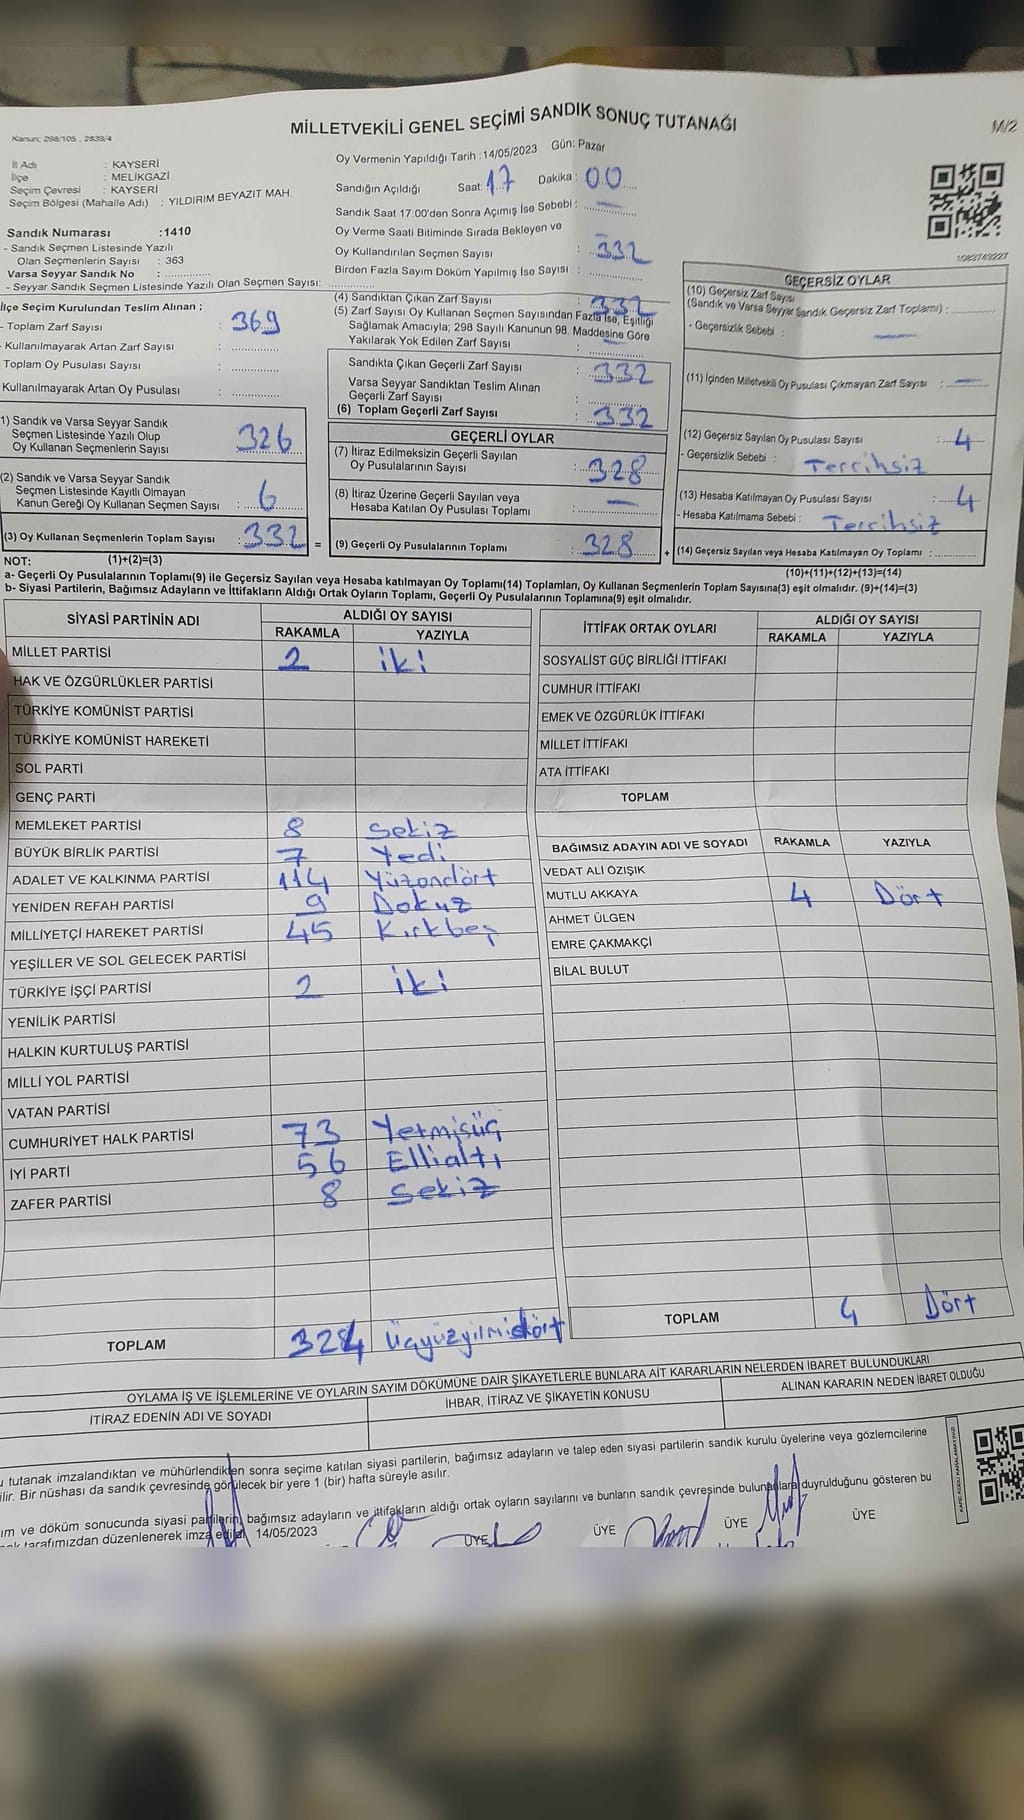 MİLLETVEKİLİ GENEL SEÇİMİ SANDIK SONUÇ TUTANAĞI
M/2
Kanun: 298/105 , 2839/4
İl Adı : KAYSERİ
İlçe : MELİKGAZİ
Seçim Çevresi : KAYSERİ
Seçim Bölgesi (Mahalle Adı) : YILDIRIM BEYAZIT MAH.
Sandık Numarası :1410
- Sandık Seçmen Listesinde Yazılı
Olan Seçmenlerin Sayısı : 363
Varsa Seyyar Sandık No :
- Seyyar Sandık Seçmen Listesinde Yazılı Olan Seçmen Sayısı:
Oy Vermenin Yapıldığı Tarih :14/05/2023 Gün: Pazar
Sandığın Açıldığı Saat: 17 Dakika : 00
Sandık Saat 17.00'den Sonra Açımış İse Sebebi : —
Oy Verme Saati Bitiminde Sırada Bekleyen ve
Oy Kullandırılan Seçmen Sayısı : 332
Birden Fazla Sayım Döküm Yapılmış İse Sayısı :
İlçe Seçim Kurulundan Teslim Alınan ;
- Toplam Zarf Sayısı : 369
- Kullanılmayarak Artan Zarf Sayısı :
Toplam Oy Pusulası Sayısı :
Kullanılmayarak Artan Oy Pusulası :
(4) Sandıktan Çıkan Zarf Sayısı : 332
(5) Zarf Sayısı Oy Kullanan Seçmen Sayısından Fazla İse, Eşitliği
Sağlamak Amacıyla; 298 Sayılı Kanunun 98. Maddesine Göre
Yakılarak Yok Edilen Zarf Sayısı : —
Sandıkta Çıkan Geçerli Zarf Sayısı : 332
Varsa Seyyar Sandıktan Teslim Alınan
Geçerli Zarf Sayısı :
(6) Toplam Geçerli Zarf Sayısı : 332
1) Sandık ve Varsa Seyyar Sandık
Seçmen Listesinde Yazılı Olup
Oy Kullanan Seçmenlerin Sayısı : 326
(2) Sandık ve Varsa Seyyar Sandık
Seçmen Listesinde Kayıtlı Olmayan
Kanun Gereği Oy Kullanan Seçmen Sayısı : 6
(3) Oy Kullanan Seçmenlerin Toplam Sayısı : 332 =
GEÇERLİ OYLAR
(7) İtiraz Edilmeksizin Geçerli Sayılan
Oy Pusulalarının Sayısı : 328
(8) İtiraz Üzerine Geçerli Sayılan veya
Hesaba Katılan Oy Pusulası Toplamı : —
(9) Geçerli Oy Pusulalarının Toplamı : 328 +
GEÇERSİZ OYLAR
(10) Geçersiz Zarf Sayısı
(Sandık ve Varsa Seyyar Sandık Geçersiz Zarf Toplamı) :
- Geçersizlik Sebebi : —
(11) İçinden Milletvekili Oy Pusulası Çıkmayan Zarf Sayısı : —
(12) Geçersiz Sayılan Oy Pusulası Sayısı : 4
- Geçersizlik Sebebi : Tercihsiz
(13) Hesaba Katılmayan Oy Pusulası Sayısı : 4
- Hesaba Katılmama Sebebi : Tercihsiz
(14) Geçersiz Sayılan veya Hesaba Katılmayan Oy Toplamı :
NOT: (1)+(2)=(3) (10)+(11)+(12)+(13)=(14)
a- Geçerli Oy Pusulalarının Toplamı(9) ile Geçersiz Sayılan veya Hesaba katılmayan Oy Toplamı(14) Toplamları, Oy Kullanan Seçmenlerin Toplam Sayısına(3) eşit olmalıdır. (9)+(14)=(3)
b- Siyasi Partilerin, Bağımsız Adayların ve İttifakların Aldığı Ortak Oyların Toplamı, Geçerli Oy Pusulalarının Toplamına(9) eşit olmalıdır.
SİYASİ PARTİNİN ADI ALDIĞI OY SAYISI
RAKAMLA YAZIYLA
MİLLET PARTİSİ 2 iki
HAK VE ÖZGÜRLÜKLER PARTİSİ
TÜRKİYE KOMÜNİST PARTİSİ
TÜRKİYE KOMÜNİST HAREKETİ
SOL PARTİ
GENÇ PARTİ
MEMLEKET PARTİSİ 8 sekiz
BÜYÜK BİRLİK PARTİSİ 7 Yedi
ADALET VE KALKINMA PARTİSİ 114 Yüzondört
YENİDEN REFAH PARTİSİ 9 Dokuz
MİLLİYETÇİ HAREKET PARTİSİ 45 Kırkbeş
YEŞİLLER VE SOL GELECEK PARTİSİ
TÜRKİYE İŞÇİ PARTİSİ 2 iki
YENİLİK PARTİSİ
HALKIN KURTULUŞ PARTİSİ
MİLLİ YOL PARTİSİ
VATAN PARTİSİ
CUMHURİYET HALK PARTİSİ 73 Yetmişüç
İYİ PARTİ 56 Ellialtı
ZAFER PARTİSİ 8 sekiz
TOPLAM 324 üçyüzyirmidört
İTTİFAK ORTAK OYLARI ALDIĞI OY SAYISI
RAKAMLA YAZIYLA
SOSYALİST GÜÇ BİRLİĞİ İTTİFAKI
CUMHUR İTTİFAKI
EMEK VE ÖZGÜRLÜK İTTİFAKI
MİLLET İTTİFAKI
ATA İTTİFAKI
TOPLAM
BAĞIMSIZ ADAYIN ADI VE SOYADI RAKAMLA YAZIYLA
VEDAT ALİ ÖZIŞIK
MUTLU AKKAYA 4 Dört
AHMET ÜLGEN
EMRE ÇAKMAKÇİ
BİLAL BULUT
TOPLAM 4 Dört
OYLAMA İŞ VE İŞLEMLERİNE VE OYLARIN SAYIM DÖKÜMÜNE DAİR ŞİKAYETLERLE BUNLARA AİT KARARLARIN NELERDEN İBARET BULUNDUKLARI
İTİRAZ EDENİN ADI VE SOYADI İHBAR, İTİRAZ VE ŞİKAYETİN KONUSU ALINAN KARARIN NEDEN İBARET OLDUĞU
tutanak imzalandıktan ve mühürlendikten sonra seçime katılan siyasi partilerin, bağımsız adayların ve talep eden siyasi partilerin sandık kurulu üyelerine veya gözlemcilerine
Bir nüshası da sandık çevresinde görülecek bir yere 1 (bir) hafta süreyle asılır.
ve döküm sonucunda siyasi partilerin, bağımsız adayların ve ittifakların aldığı ortak oyların sayılarını ve bunların sandık çevresinde bulunanlara duyrulduğunu gösteren bu
tarafımızdan düzenlenerek imza edildi. 14/05/2023
ÜYE ÜYE ÜYE ÜYE